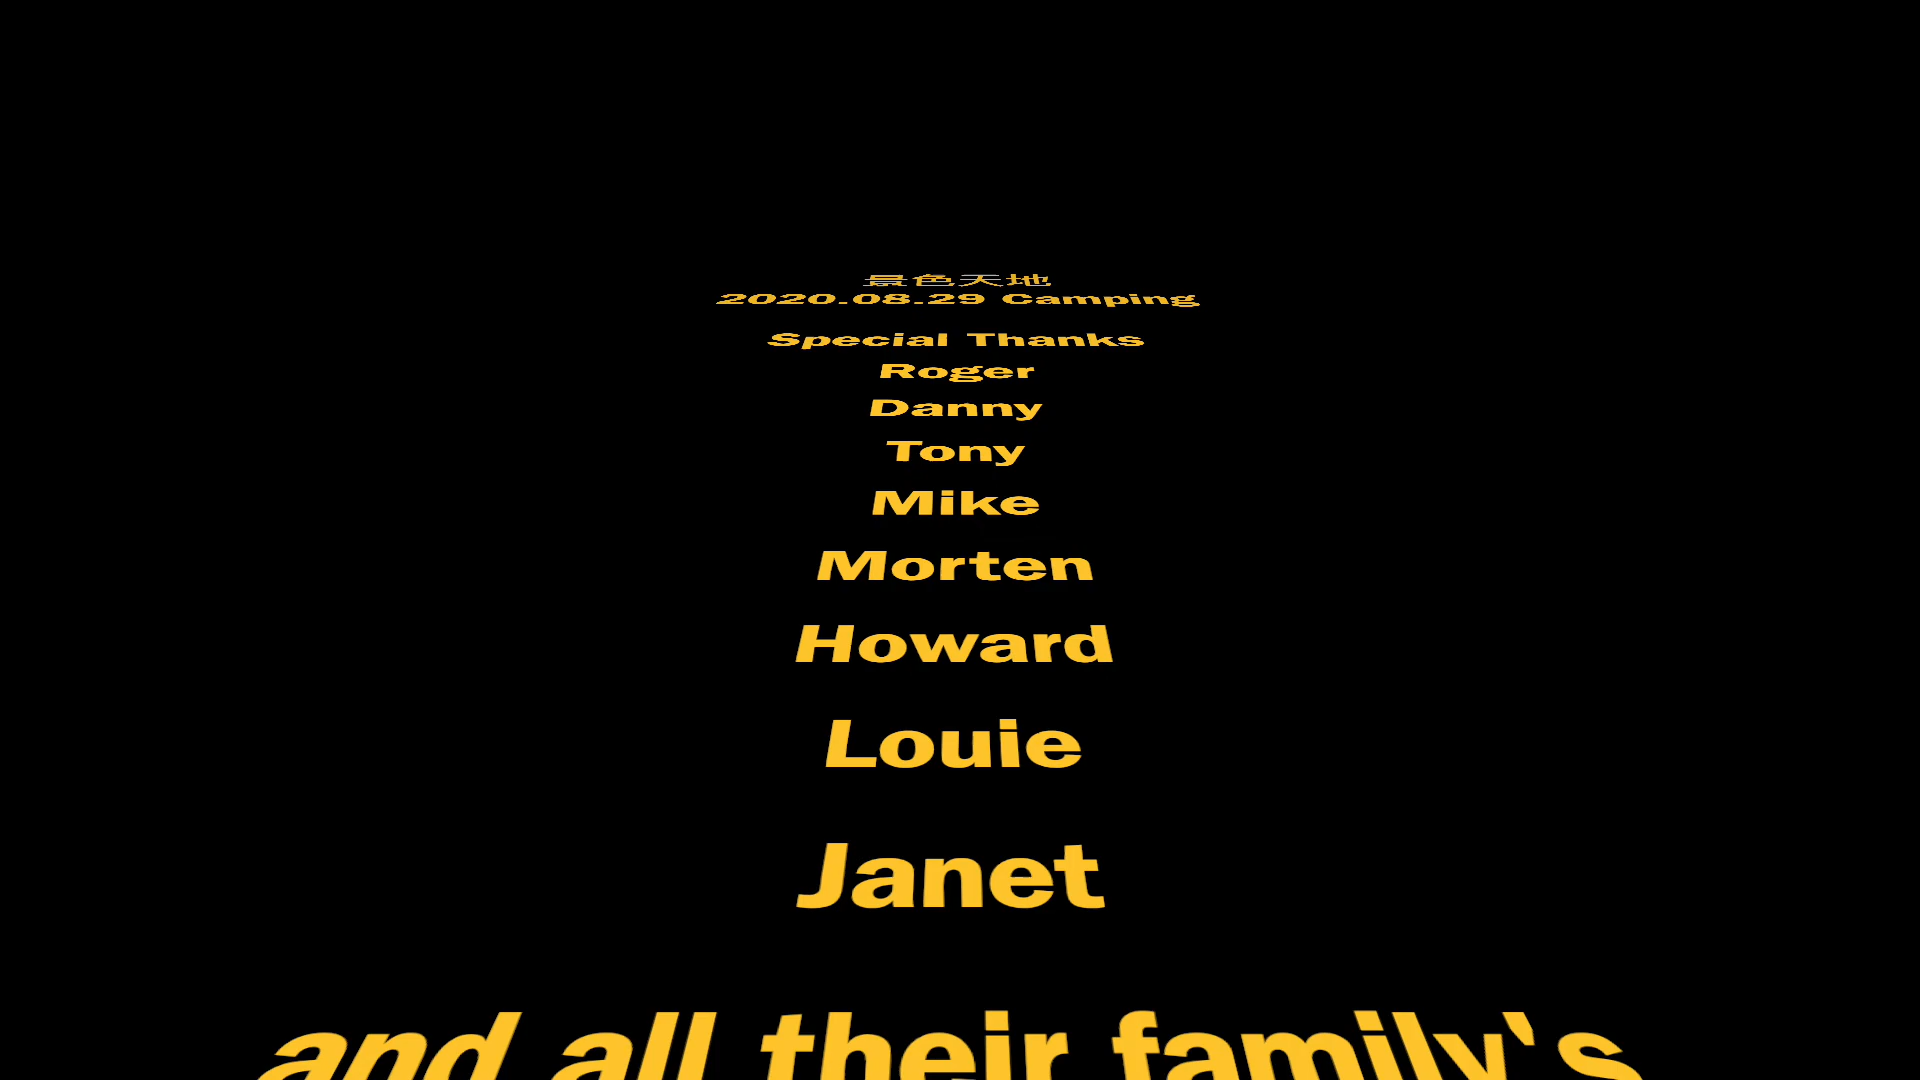 景色天地
2020.08.29 Camping
Special Thanks
Roger
Danny
Tony
Mike
Morten
Howard
Louie
Janet
and all their family's